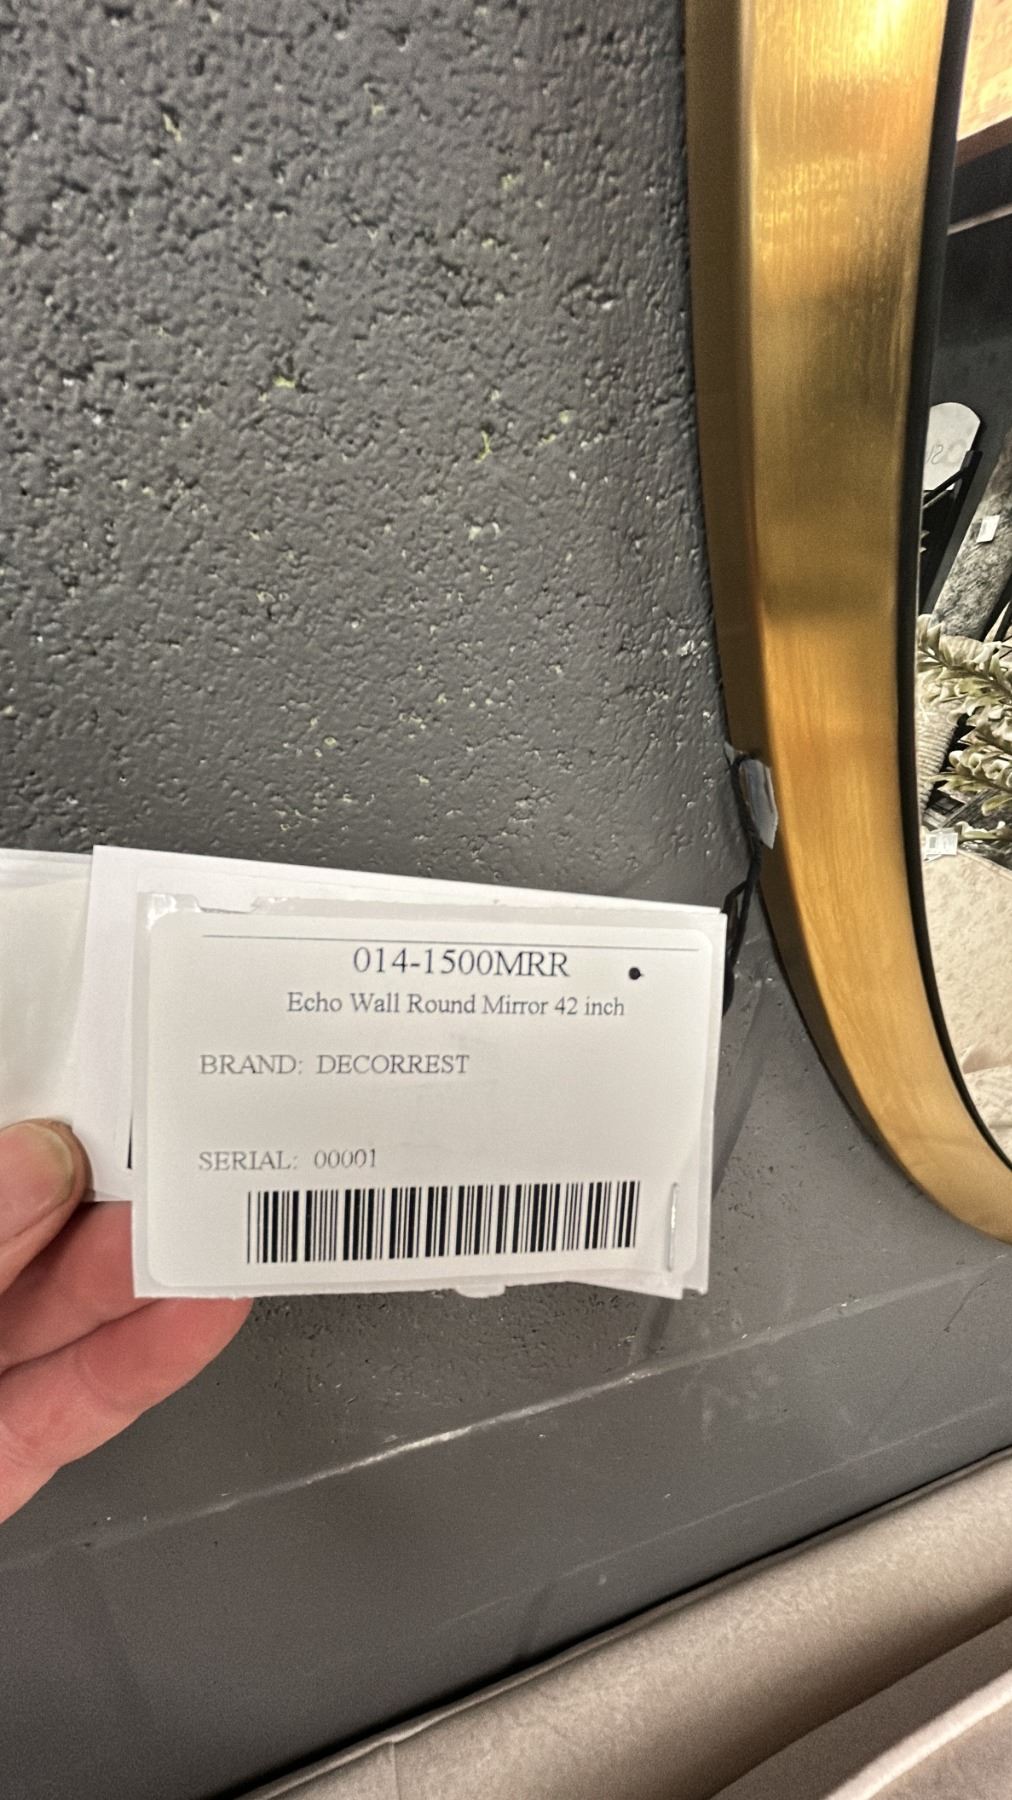 014-1500MRR
Echo Wall Round Mirror 42 inch
BRAND: DECORREST
SERIAL: 00001